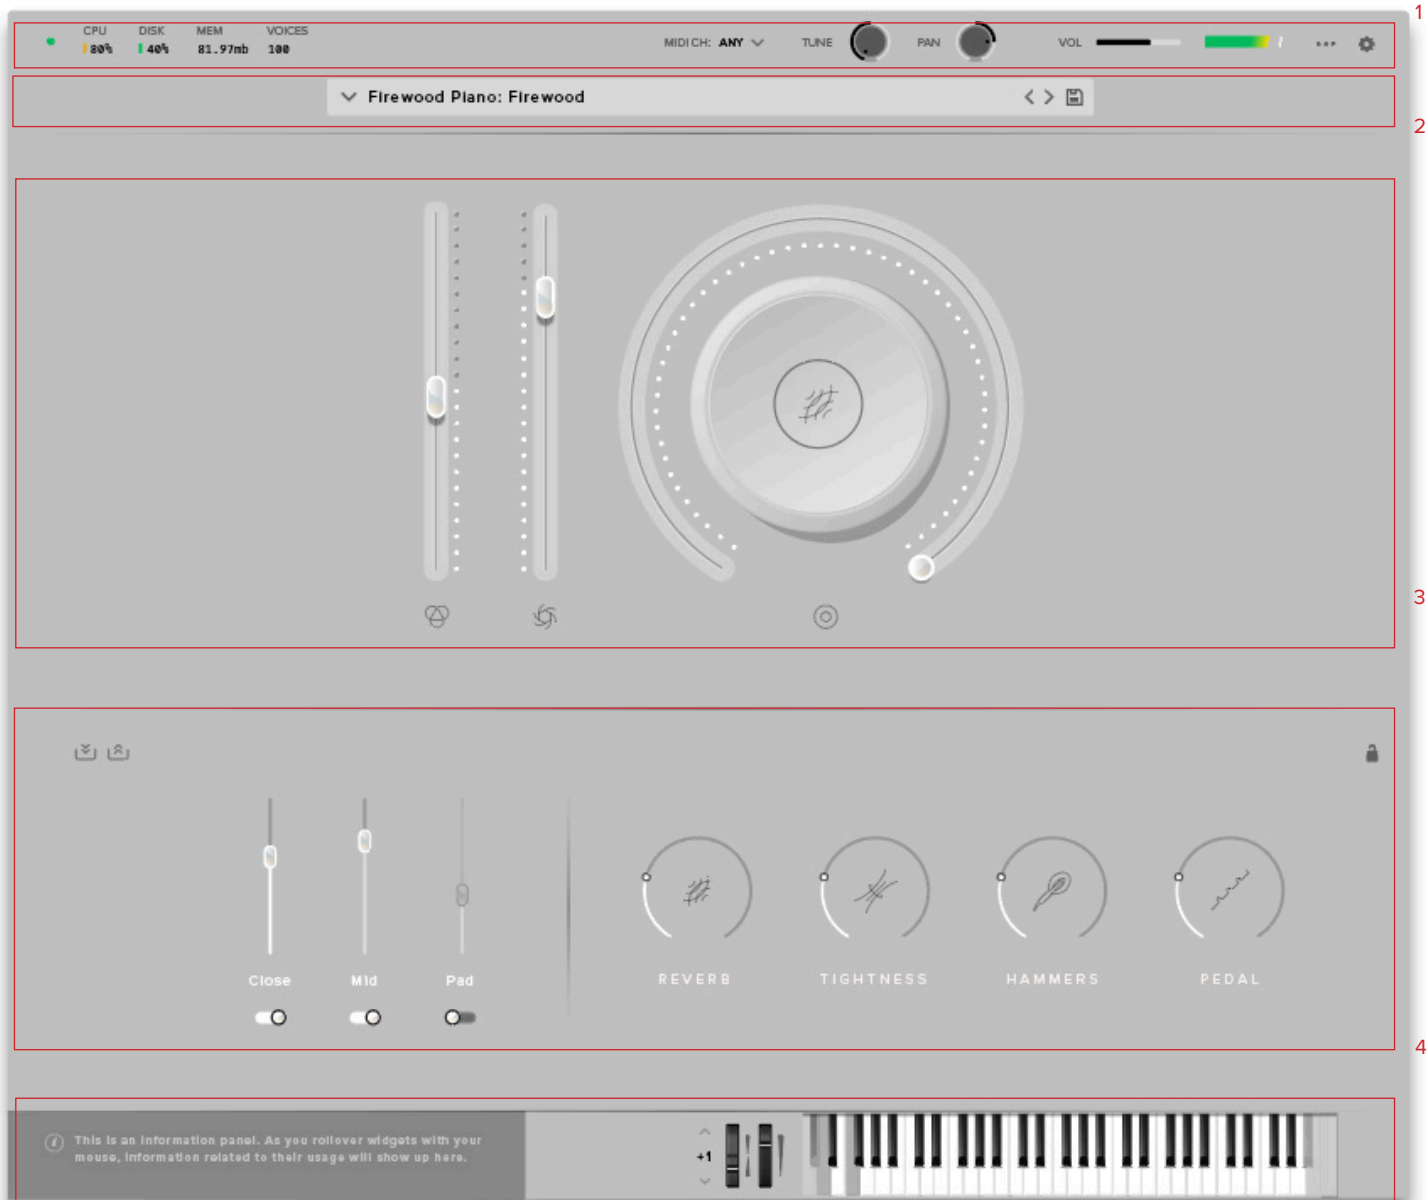 1
CPU DISK MEM VOICES
80% 40% 81.97mb 100
MIDI CH: ANY TUNE PAN VOL
Firewood Piano: Firewood
2
3
Close Mid Pad
REVERB TIGHTNESS HAMMERS PEDAL
4
This is an information panel. As you rollover widgets with your
mouse, information related to their usage will show up here.
+1